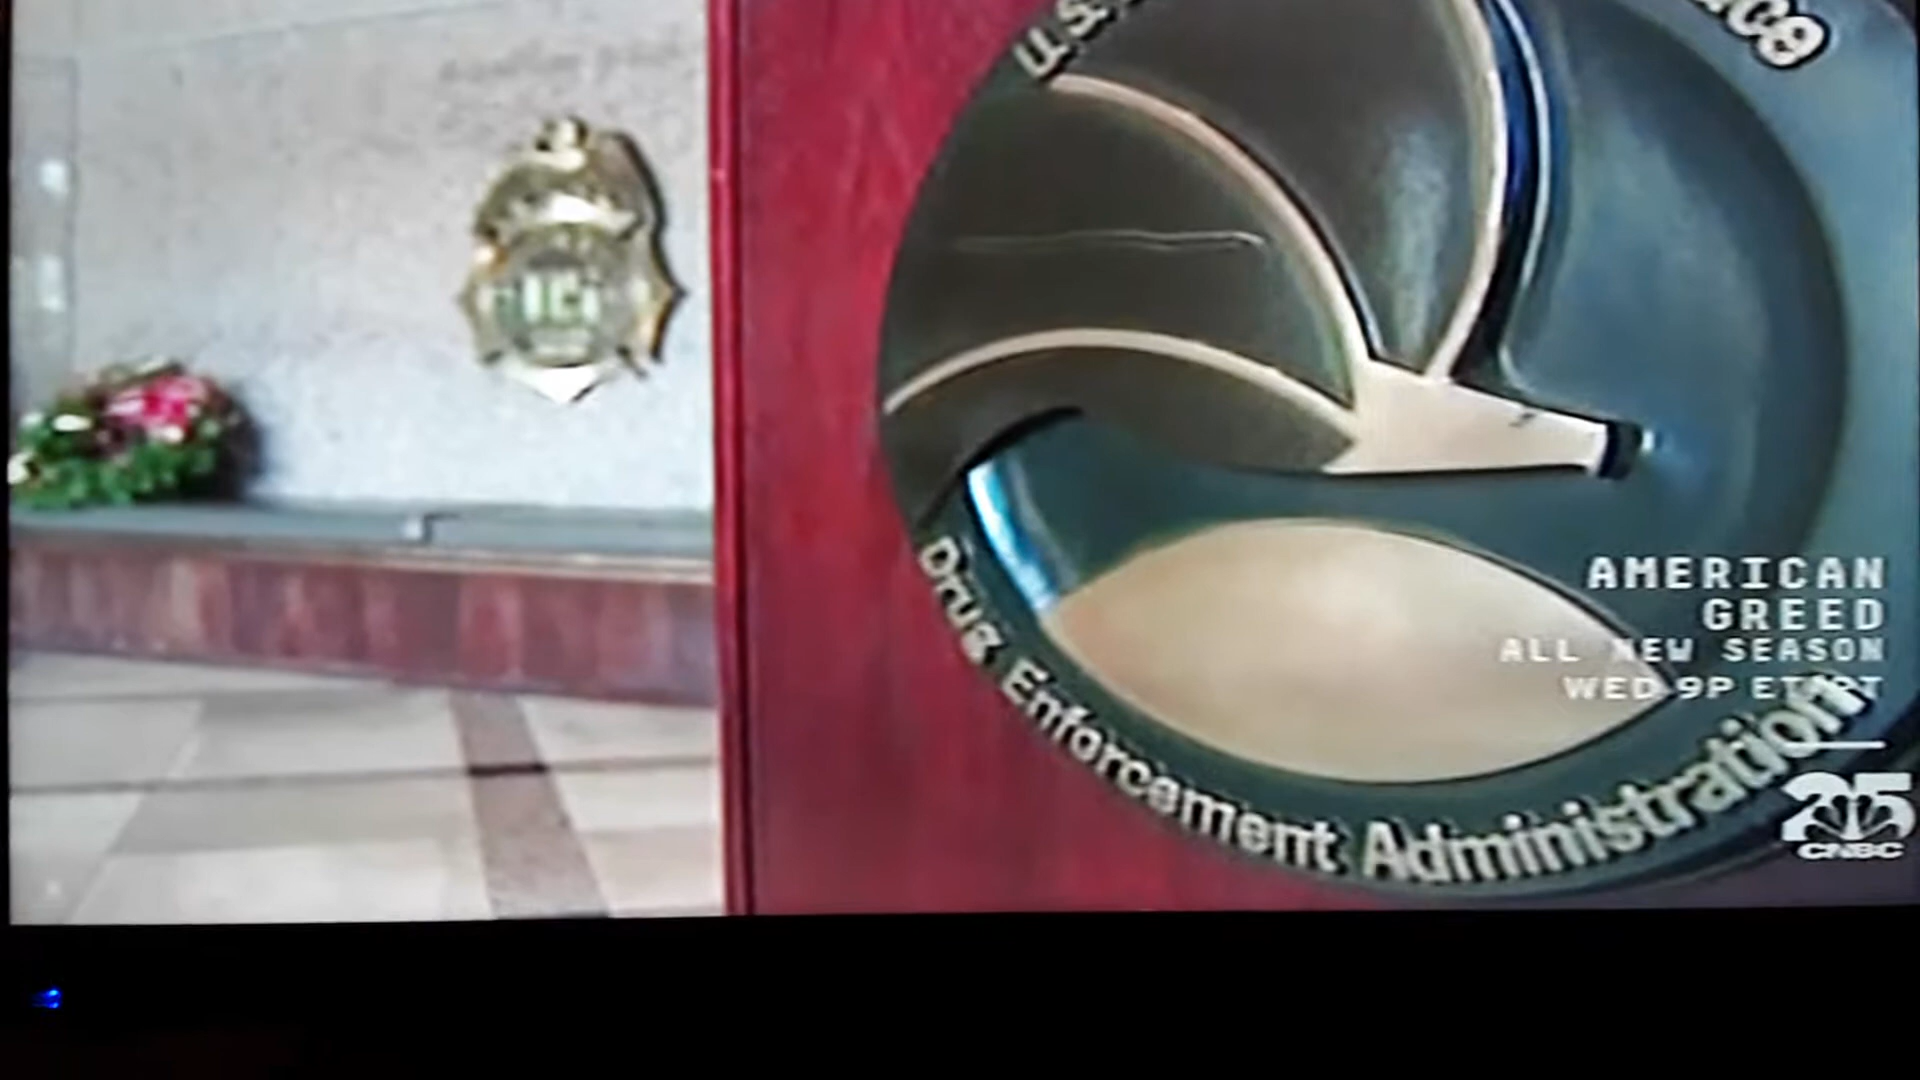 Drug Enforcement Administration
AMERICAN
GREED
ALL NEW SEASON
WED 9P ET/PT
25
CNBC